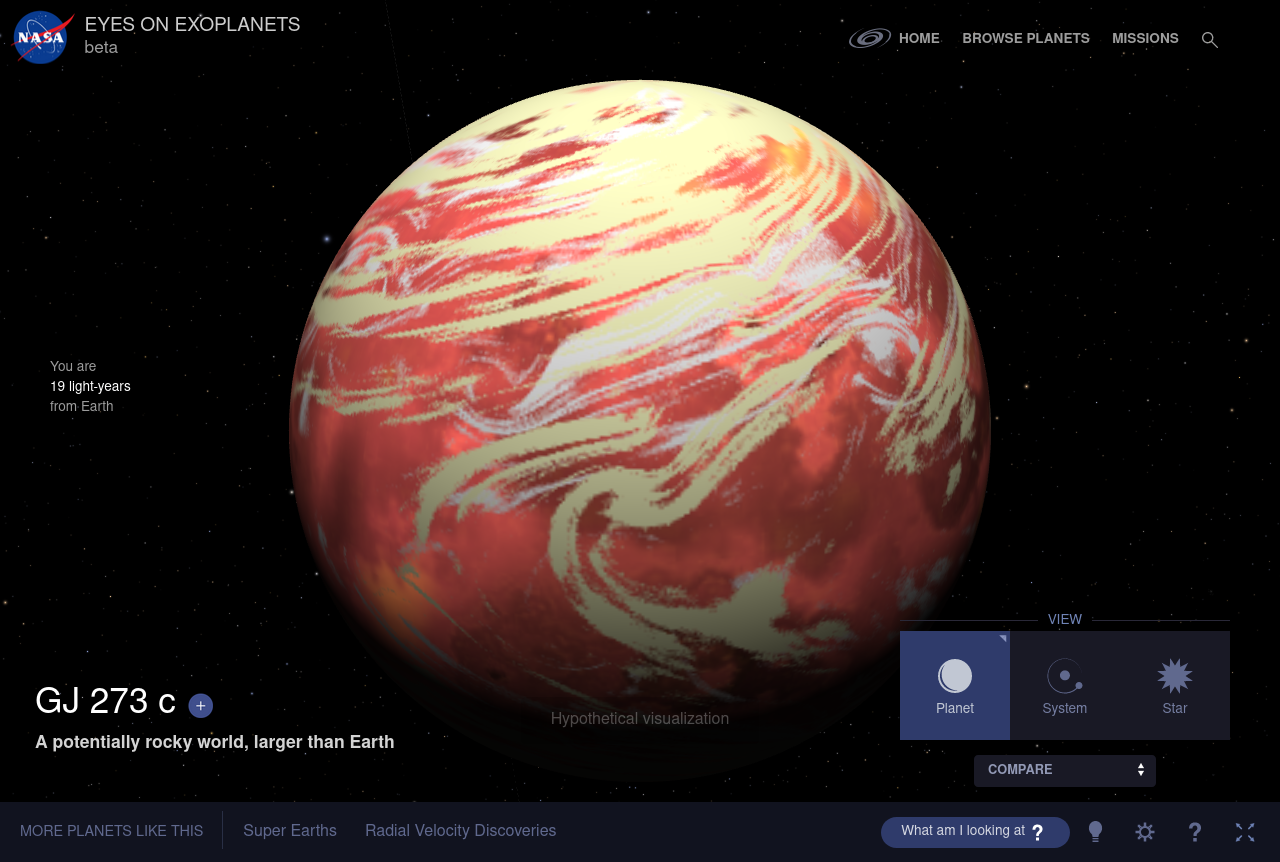 NASA
EYES ON EXOPLANETS
beta
HOME
BROWSE PLANETS
MISSIONS
You are
19 light-years
from Earth
GJ 273 c +
A potentially rocky world, larger than Earth
Hypothetical visualization
VIEW
Planet
System
Star
COMPARE
MORE PLANETS LIKE THIS
Super Earths
Radial Velocity Discoveries
What am I looking at ?
?